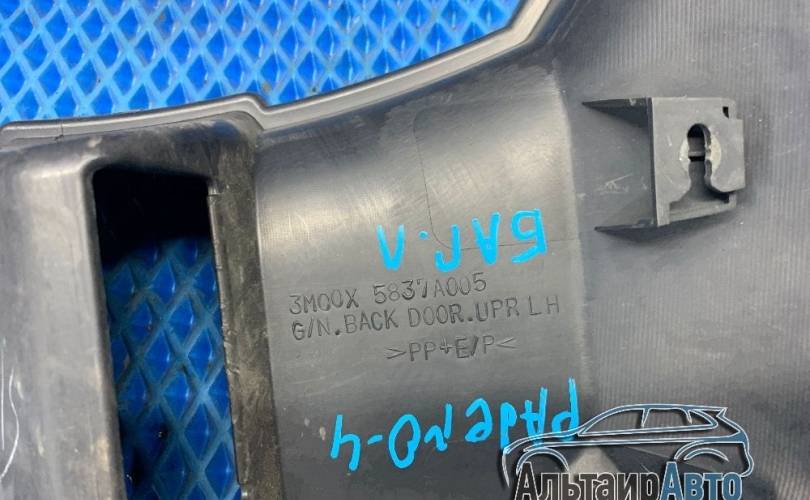 БАГ.Л
3M00X 5837A005
G/N.BACK DOOR.UPR LH
>PP+E/P<
PAJERO-4
АльтаирАвто